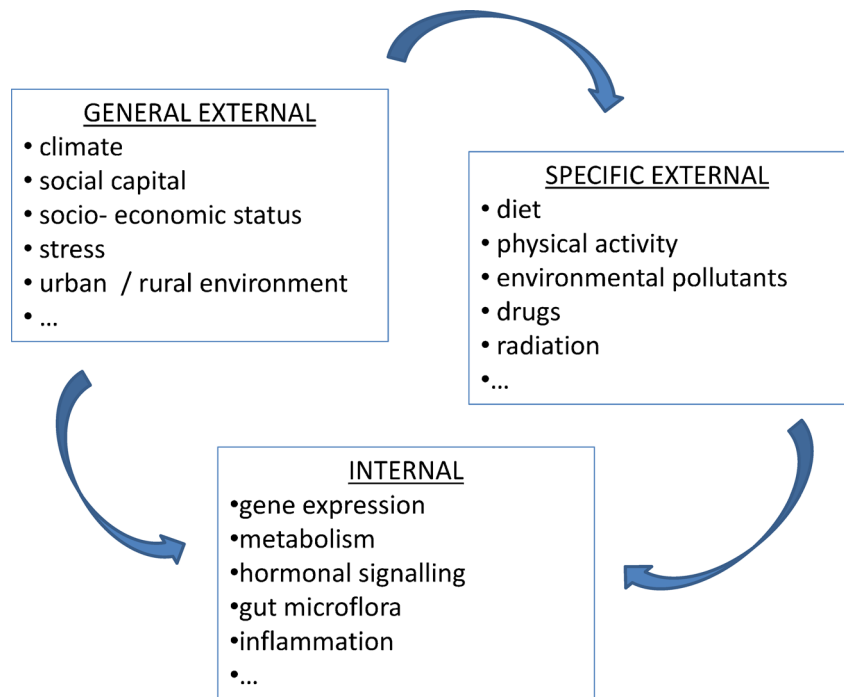 GENERAL EXTERNAL
• climate
• social capital
• socio- economic status
• stress
• urban / rural environment
• ...
SPECIFIC EXTERNAL
• diet
• physical activity
• environmental pollutants
• drugs
• radiation
•...
INTERNAL
•gene expression
•metabolism
•hormonal signalling
•gut microflora
•inflammation
•...